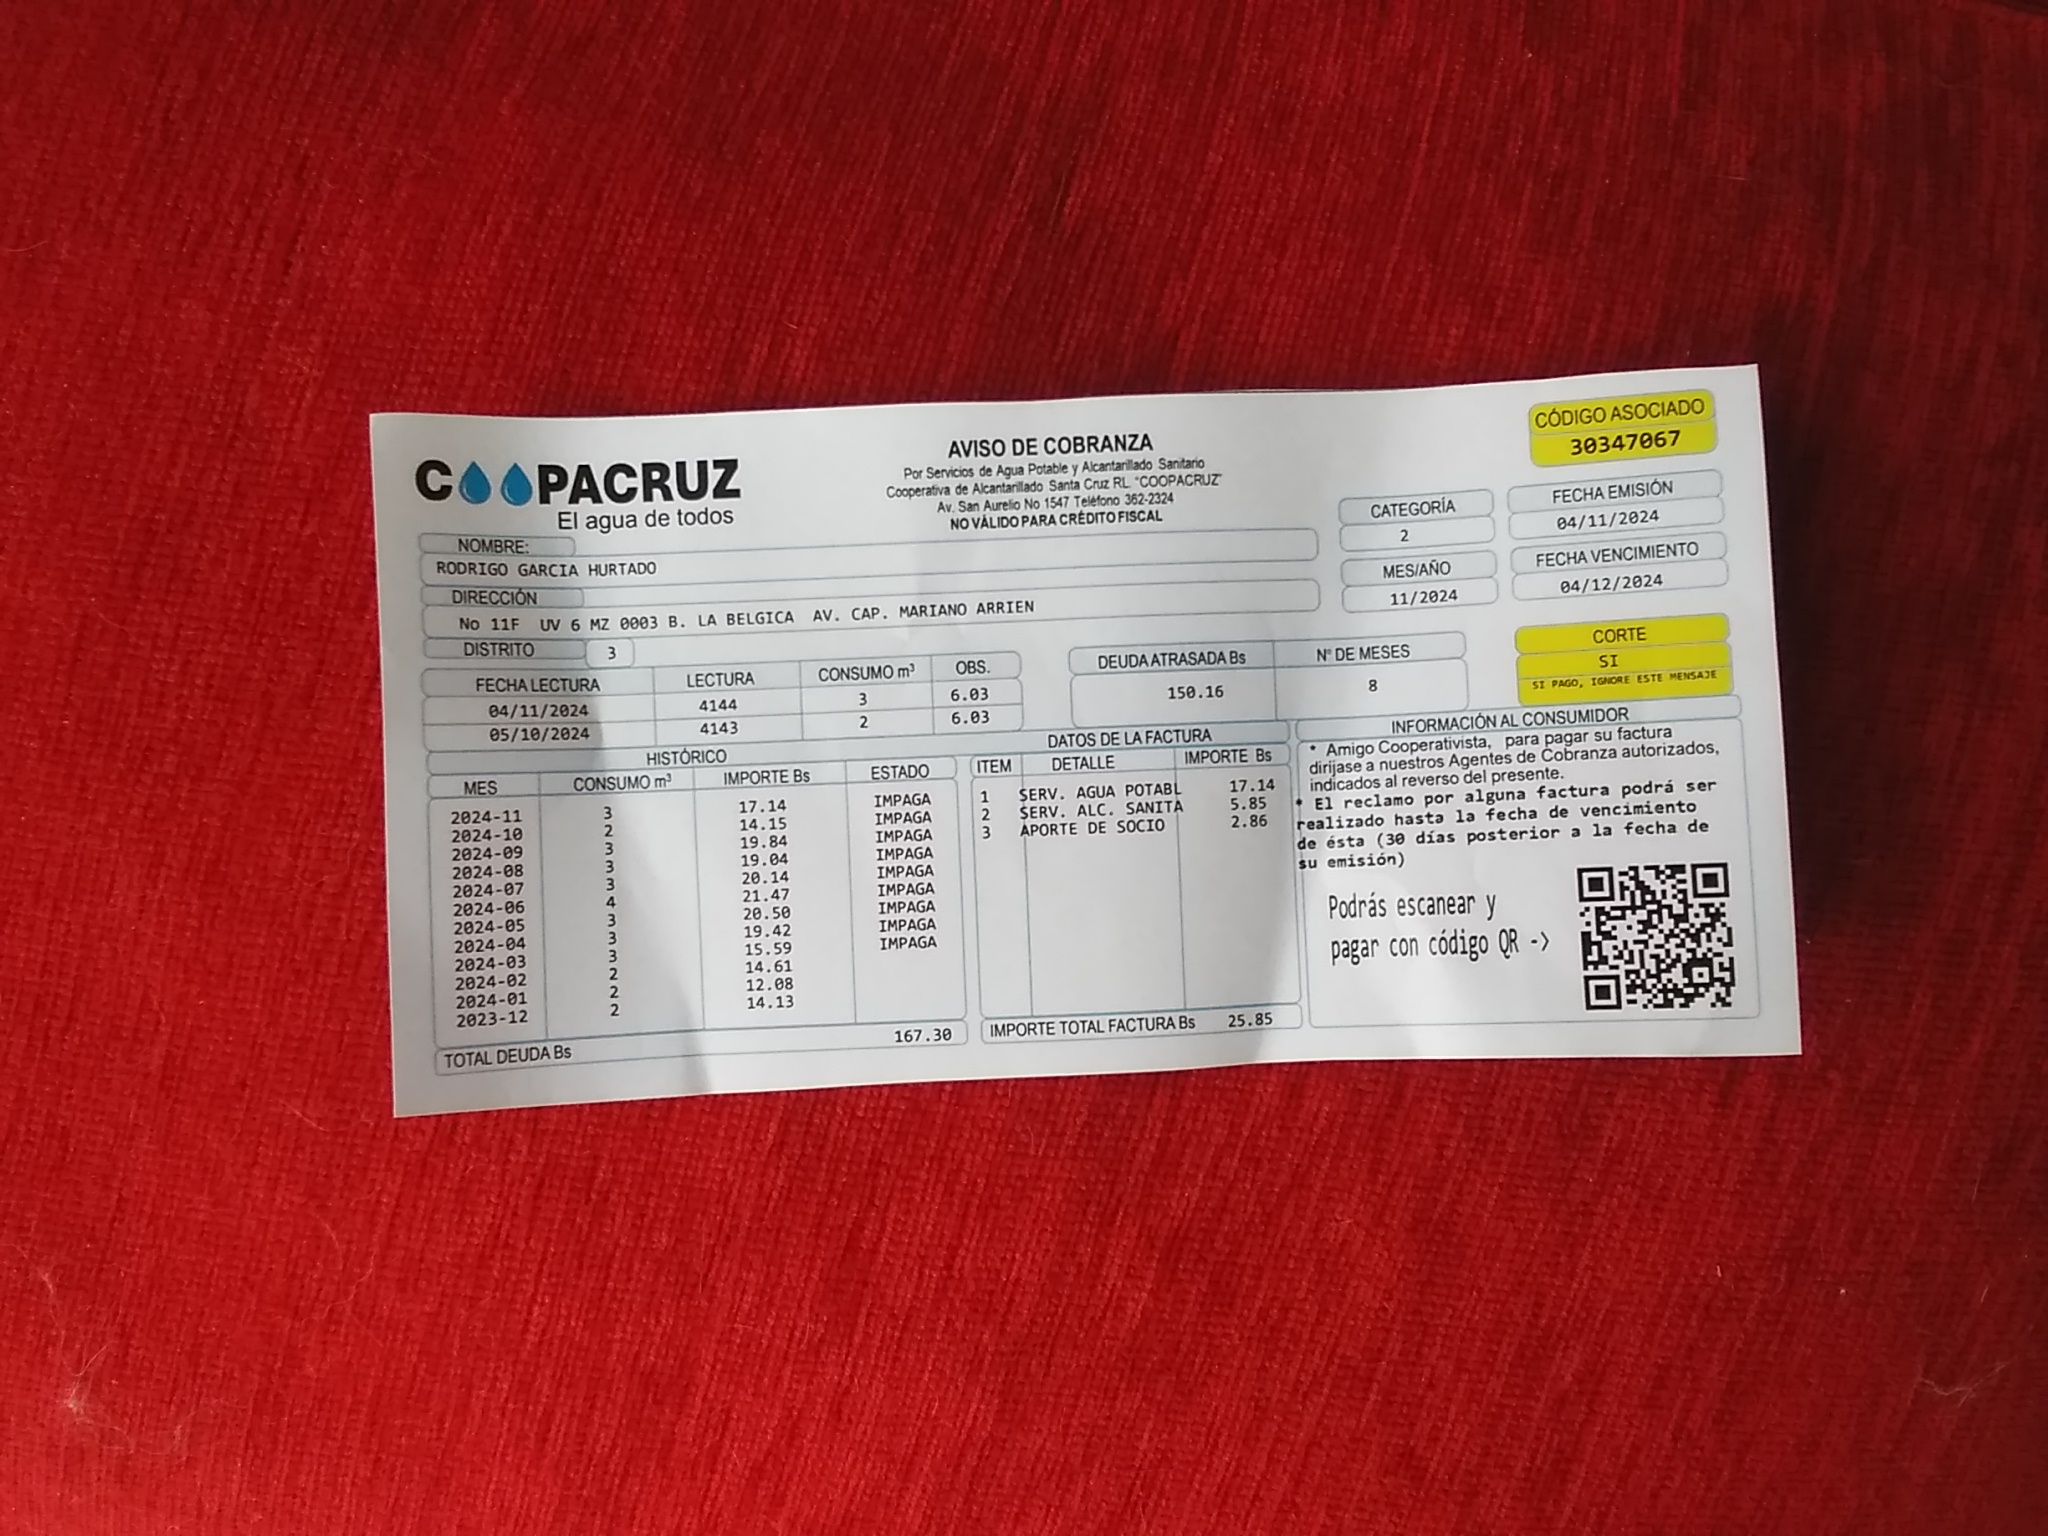 COOPACRUZ
El agua de todos
AVISO DE COBRANZA
Por Servicios de Agua Potable y Alcantarillado Sanitario
Cooperativa de Alcantarillado Santa Cruz RL. "COOPACRUZ"
Av. San Aurelio No 1547 Teléfono 362-2324
NO VÁLIDO PARA CRÉDITO FISCAL
CÓDIGO ASOCIADO
30347067
CATEGORÍA
2
FECHA EMISIÓN
04/11/2024
MES/AÑO
11/2024
FECHA VENCIMIENTO
04/12/2024
NOMBRE:
RODRIGO GARCIA HURTADO
DIRECCIÓN
No 11F UV 6 MZ 0003 B. LA BELGICA AV. CAP. MARIANO ARRIEN
DISTRITO 3
FECHA LECTURA LECTURA CONSUMO m³ OBS.
04/11/2024 4144 3 6.03
05/10/2024 4143 2 6.03
DEUDA ATRASADA Bs Nº DE MESES
150.16 8
CORTE
SI
SI PAGO, IGNORE ESTE MENSAJE
HISTÓRICO
MES CONSUMO m³ IMPORTE Bs ESTADO
2024-11 3 17.14 IMPAGA
2024-10 2 14.15 IMPAGA
2024-09 3 19.84 IMPAGA
2024-08 3 19.04 IMPAGA
2024-07 3 20.14 IMPAGA
2024-06 4 21.47 IMPAGA
2024-05 3 20.50 IMPAGA
2024-04 3 19.42 IMPAGA
2024-03 3 15.59 IMPAGA
2024-02 2 14.61
2024-01 2 12.08
2023-12 2 14.13
TOTAL DEUDA Bs 167.30
DATOS DE LA FACTURA
ITEM DETALLE IMPORTE Bs
1 SERV. AGUA POTABL 17.14
2 SERV. ALC. SANITA 5.85
3 APORTE DE SOCIO 2.86
IMPORTE TOTAL FACTURA Bs 25.85
INFORMACIÓN AL CONSUMIDOR
* Amigo Cooperativista, para pagar su factura
diríjase a nuestros Agentes de Cobranza autorizados,
indicados al reverso del presente.
* El reclamo por alguna factura podrá ser
realizado hasta la fecha de vencimiento
de ésta (30 días posterior a la fecha de
su emisión)
Podrás escanear y
pagar con código QR ->